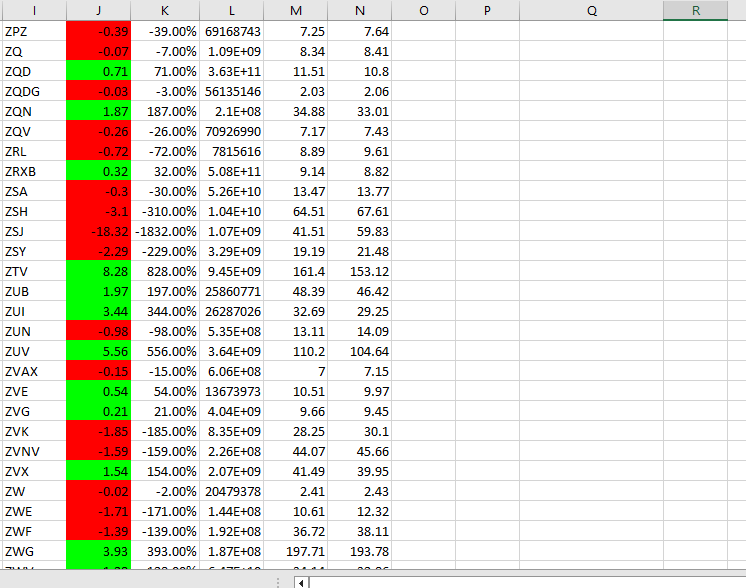 I J K L M N O P Q R
ZPZ -0.39 -39.00% 69168743 7.25 7.64
ZQ -0.07 -7.00% 1.09E+09 8.34 8.41
ZQD 0.71 71.00% 3.63E+11 11.51 10.8
ZQDG -0.03 -3.00% 56135146 2.03 2.06
ZQN 1.87 187.00% 2.1E+08 34.88 33.01
ZQV -0.26 -26.00% 70926990 7.17 7.43
ZRL -0.72 -72.00% 7815616 8.89 9.61
ZRXB 0.32 32.00% 5.08E+11 9.14 8.82
ZSA -0.3 -30.00% 5.26E+10 13.47 13.77
ZSH -3.1 -310.00% 1.04E+10 64.51 67.61
ZSJ -18.32 -1832.00% 1.07E+09 41.51 59.83
ZSY -2.29 -229.00% 3.29E+09 19.19 21.48
ZTV 8.28 828.00% 9.45E+09 161.4 153.12
ZUB 1.97 197.00% 25860771 48.39 46.42
ZUI 3.44 344.00% 26287026 32.69 29.25
ZUN -0.98 -98.00% 5.35E+08 13.11 14.09
ZUV 5.56 556.00% 3.64E+09 110.2 104.64
ZVAX -0.15 -15.00% 6.06E+08 7 7.15
ZVE 0.54 54.00% 13673973 10.51 9.97
ZVG 0.21 21.00% 4.04E+09 9.66 9.45
ZVK -1.85 -185.00% 8.35E+09 28.25 30.1
ZVNV -1.59 -159.00% 2.26E+08 44.07 45.66
ZVX 1.54 154.00% 2.07E+09 41.49 39.95
ZW -0.02 -2.00% 20479378 2.41 2.43
ZWE -1.71 -171.00% 1.44E+08 10.61 12.32
ZWF -1.39 -139.00% 1.92E+08 36.72 38.11
ZWG 3.93 393.00% 1.87E+08 197.71 193.78